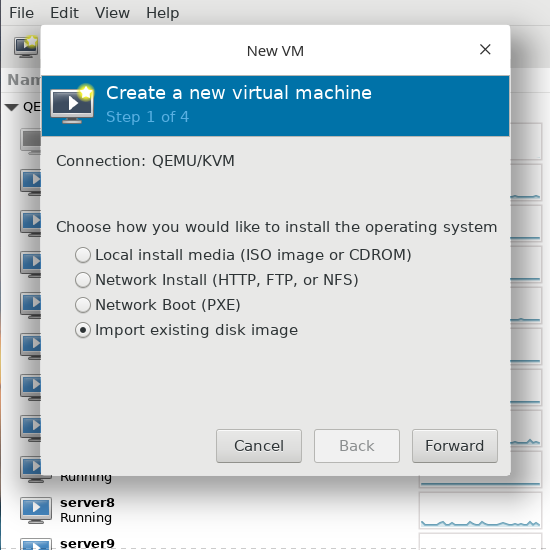 File Edit View Help
New VM
Create a new virtual machine
Step 1 of 4
Connection: QEMU/KVM
Choose how you would like to install the operating system
Local install media (ISO image or CDROM)
Network Install (HTTP, FTP, or NFS)
Network Boot (PXE)
Import existing disk image
Cancel Back Forward
Running
server8
Running
server9